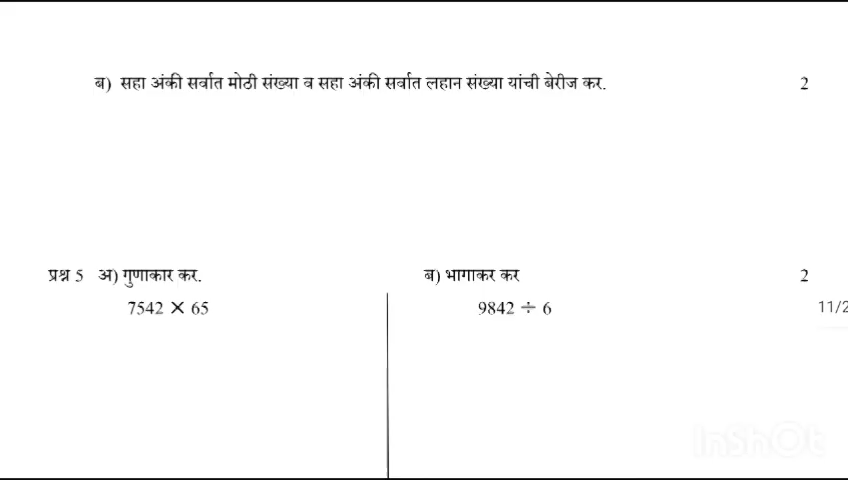 ब) सहा अंकी सर्वात मोठी संख्या व सहा अंकी सर्वात लहान संख्या यांची बेरीज कर. 2
प्रश्न 5 अ) गुणाकार कर. ब) भागाकर कर 2
7542 × 65 9842 ÷ 6
11/2
InShOt